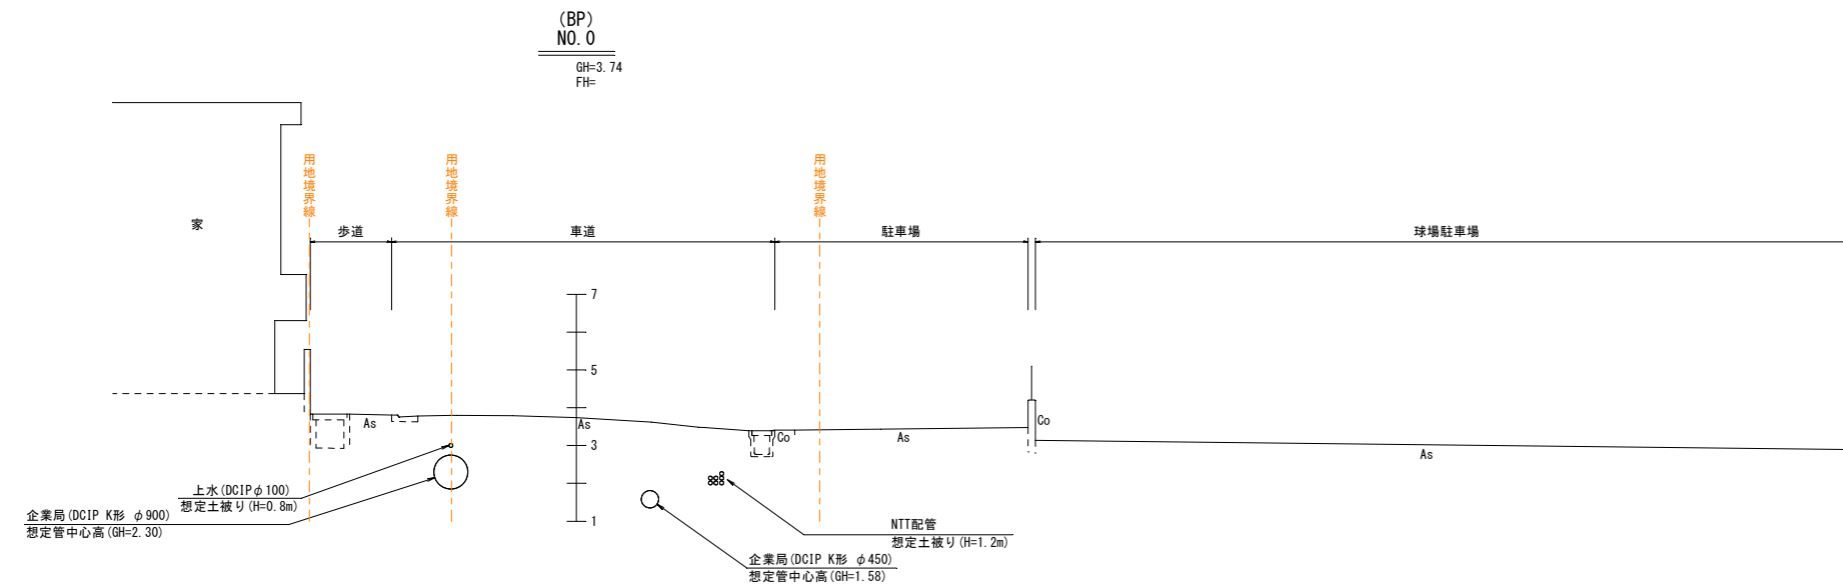 (BP)
NO.0
GH=3.74
FH=
用地境界線
用地境界線
用地境界線
家
歩道
車道
駐車場
球場駐車場
7
5
3
1
As
As
Co
As
Co
As
上水(DCIPφ100)
想定土被り(H=0.8m)
企業局(DCIP K形 φ900)
想定管中心高(GH=2.30)
NTT配管
想定土被り(H=1.2m)
企業局(DCIP K形 φ450)
想定管中心高(GH=1.58)